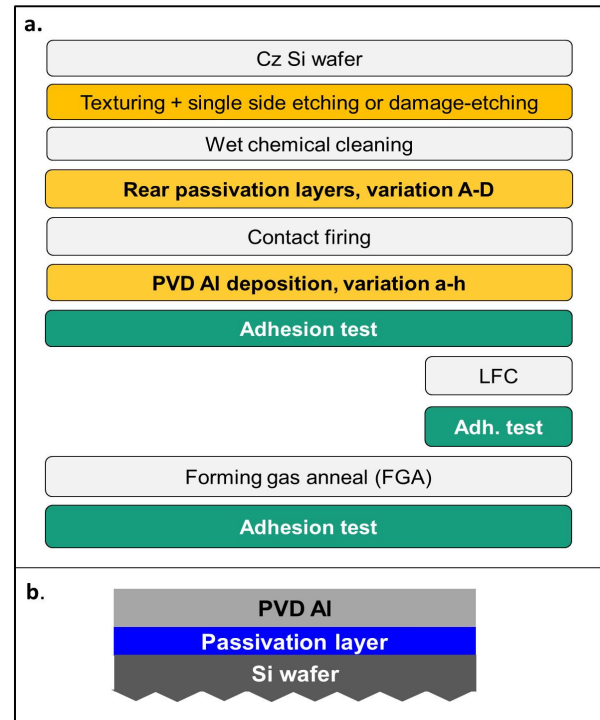 a.
Cz Si wafer
Texturing + single side etching or damage-etching
Wet chemical cleaning
Rear passivation layers, variation A-D
Contact firing
PVD Al deposition, variation a-h
Adhesion test
LFC
Adh. test
Forming gas anneal (FGA)
Adhesion test
b.
PVD Al
Passivation layer
Si wafer